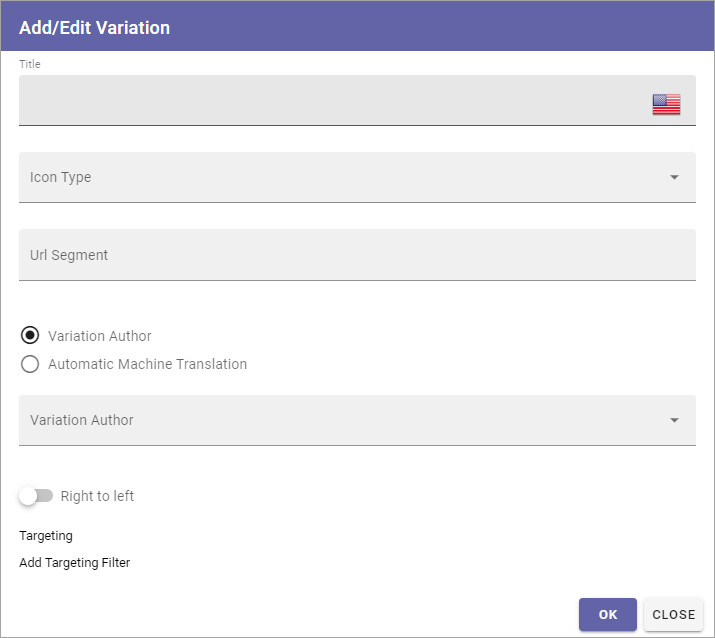 Add/Edit Variation
Title
Icon Type
Url Segment
Variation Author
Automatic Machine Translation
Variation Author
Right to left
Targeting
Add Targeting Filter
OK CLOSE